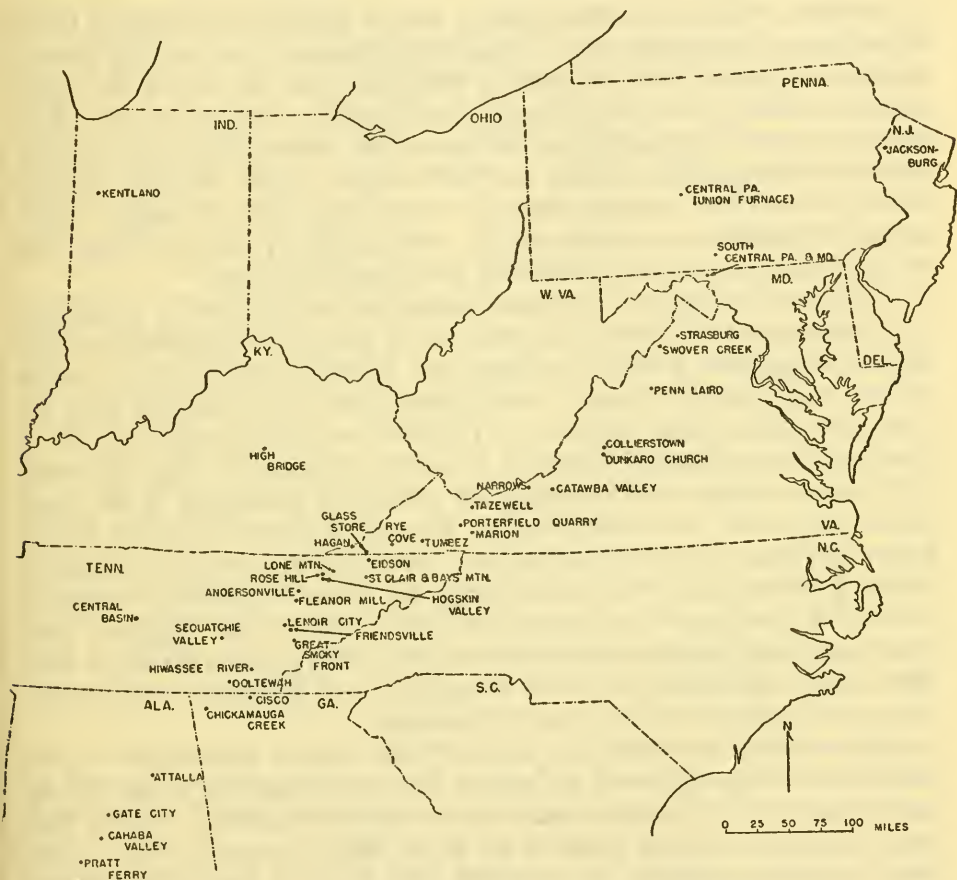 PENNA.
OHIO
IND.
N.J.
JACKSON-
BURG
KENTLAND
CENTRAL PA.
(UNION FURNACE)
SOUTH
CENTRAL PA. & MD.
MD.
W. VA.
STRASBURG
SWOVER CREEK
KY.
DEL.
PENN LAIRD
HIGH
BRIDGE
COLLIERSTOWN
DUNKARO CHURCH
NARROWS
CATAWBA VALLEY
TAZEWELL
GLASS
STORE
RYE
COVE
PORTERFIELD QUARRY
MARION
VA.
HAGAN
TUMBEZ
N.C.
TENN.
LONE MTN.
EIDSON
ROSE HILL
ST CLAIR & BAYS MTN.
ANDERSONVILLE
FLEANOR MILL
HOGSKIN
VALLEY
CENTRAL
BASIN
LENOIR CITY
SEQUATCHIE
VALLEY
FRIENDSVILLE
GREAT
SMOKY
FRONT
HIWASSEE RIVER
OOLTEWAH
S.C.
ALA.
CISCO
GA.
CHICKAMAUGA
CREEK
N
ATTALLA
GATE CITY
CAHABA
VALLEY
0 25 50 100 MILES
PRATT
FERRY